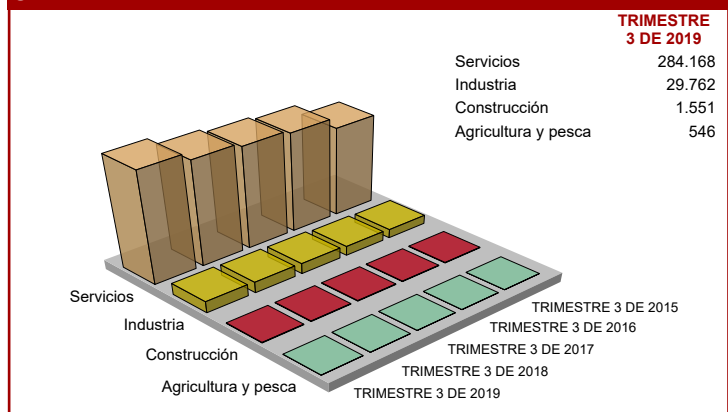 TRIMESTRE
3 DE 2019
Servicios 284.168
Industria 29.762
Construcción 1.551
Agricultura y pesca 546
Servicios
Industria
Construcción
Agricultura y pesca
TRIMESTRE 3 DE 2015
TRIMESTRE 3 DE 2016
TRIMESTRE 3 DE 2017
TRIMESTRE 3 DE 2018
TRIMESTRE 3 DE 2019